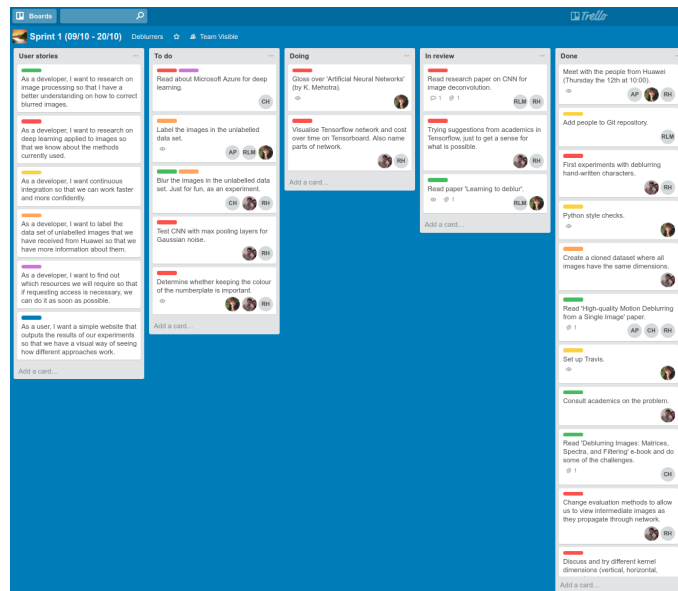 Boards
Trello
Sprint 1 (09/10 - 20/10)
Deblurrers
Team Visible
User stories
As a developer, I want to research on
image processing so that I have a
better understanding on how to correct
blurred images.
As a developer, I want to research on
deep learning applied to images so
that we know about the methods
currently used.
As a developer, I want continuous
integration so that we can work faster
and more confidently.
As a developer, I want to label the
data set of unlabelled images that we
have received from Huawei so that we
have more information about them.
As a developer, I want to find out
which resources we will require so that
if requesting access is necessary, we
can do it as soon as possible.
As a user, I want a simple website that
outputs the results of our experiments
so that we have a visual way of seeing
how different approaches work.
Add a card...
To do
Read about Microsoft Azure for deep
learning.
CH
Label the images in the unlabelled
data set.
AP RLM
Blur the images in the unlabelled data
set. Just for fun, as an experiment.
CH RH
Test CNN with max pooling layers for
Gaussian noise.
RH
Determine whether keeping the colour
of the numberplate is important.
RH
Add a card...
Doing
Gloss over 'Artificial Neural Networks'
(by K. Mehotra).
Visualise Tensorflow network and cost
over time on Tensorboard. Also name
parts of network.
RH
Add a card...
In review
Read research paper on CNN for
image deconvolution.
1 1
RLM RH
Trying suggestions from academics in
Tensorflow, just to get a sense for
what is possible.
RH
Read paper 'Learning to deblur'.
1
RLM
Add a card...
Done
Meet with the people from Huawei
(Thursday the 12th at 10:00).
AP RH
Add people to Git repository.
RLM
First experiments with deblurring
hand-written characters.
RH
Python style checks.
Create a cloned dataset where all
images have the same dimensions.
Read 'High-quality Motion Deblurring
from a Single Image' paper.
1
AP CH RH
Set up Travis.
Consult academics on the problem.
Read 'Deblurring Images: Matrices,
Spectra, and Filtering' e-book and do
some of the challenges.
1
CH
Change evaluation methods to allow
us to view intermediate images as
they propagate through network.
RH
Discuss and try different kernel
dimensions (vertical, horizontal,
Add a card...